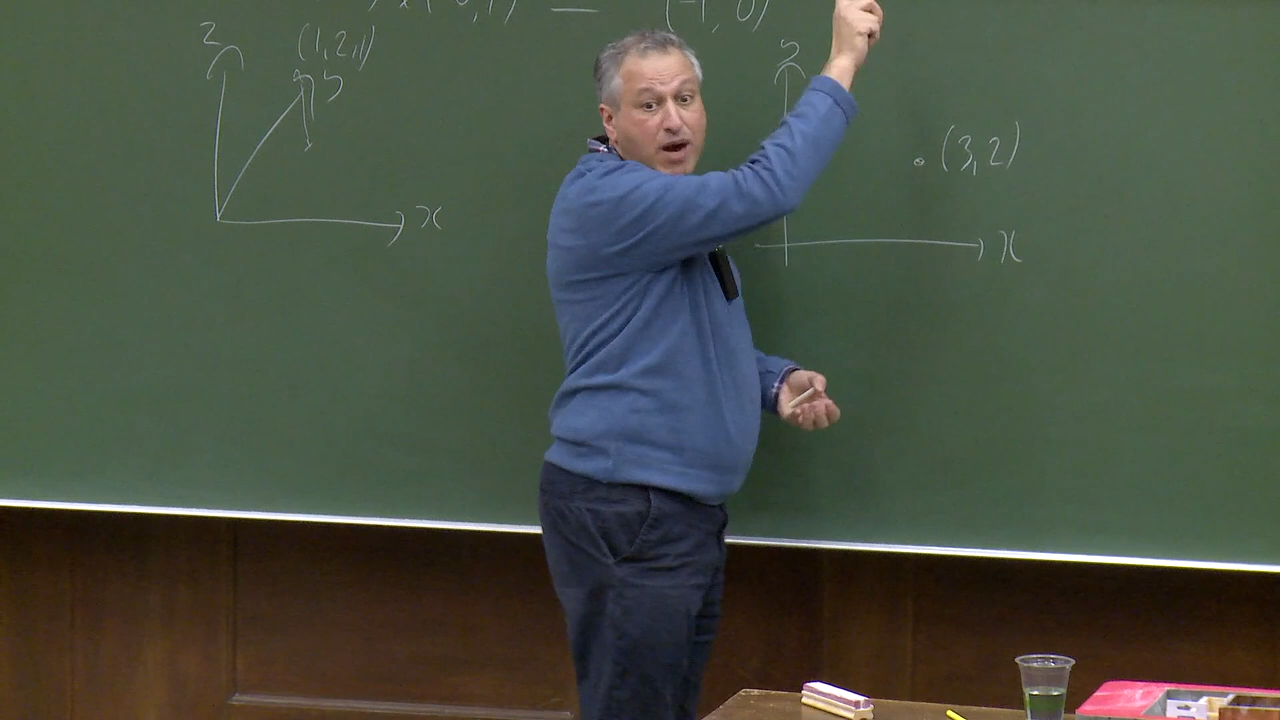 (-1, 0)
z
(1,2,1)
y
x
y
(3,2)
x